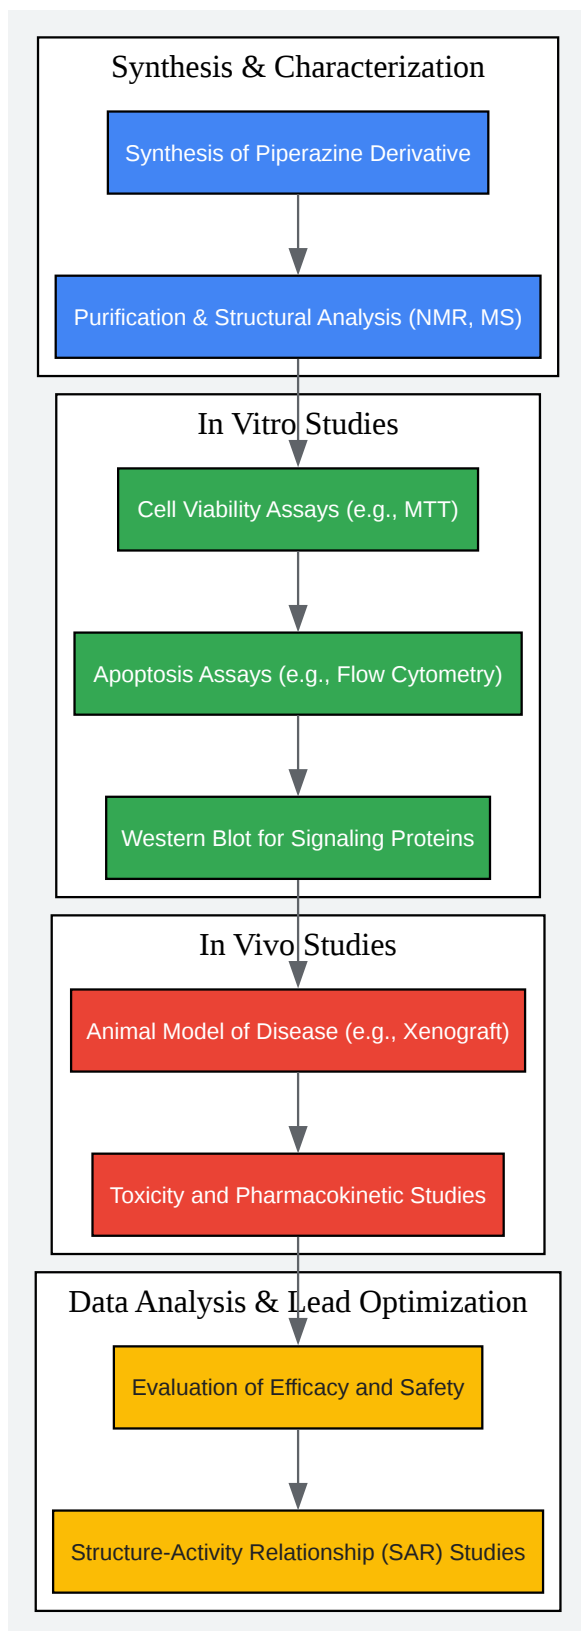 Synthesis & Characterization
Synthesis of Piperazine Derivative
Purification & Structural Analysis (NMR, MS)
In Vitro Studies
Cell Viability Assays (e.g., MTT)
Apoptosis Assays (e.g., Flow Cytometry)
Western Blot for Signaling Proteins
In Vivo Studies
Animal Model of Disease (e.g., Xenograft)
Toxicity and Pharmacokinetic Studies
Data Analysis & Lead Optimization
Evaluation of Efficacy and Safety
Structure-Activity Relationship (SAR) Studies